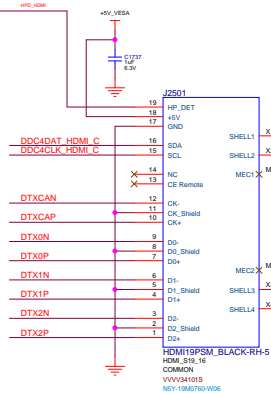 HPD_HDMI
+5V_VESA
C1737
1uF
6.3V
J2501
19 HP_DET
18 +5V
17 GND
SHELL1 X
DDC4DAT_HDMI_C 16 SDA
DDC4CLK_HDMI_C 15 SCL SHELL2 X
14 NC MEC1 M
13 CE Remote
DTXCAN 12 CK-
11 CK_Shield
DTXCAP 10 CK+
DTX0N 9 D0-
8 D0_Shield
DTX0P 7 D0+
MEC2 M
DTX1N 6 D1-
5 D1_Shield SHELL3 X
DTX1P 4 D1+
SHELL4 X
DTX2N 3 D2-
2 D2_Shield
DTX2P 1 D2+
HDMI19PSM_BLACK-RH-5
HDMI_S19_16
COMMON
VVVV34101S
N5Y-19M0760-W06